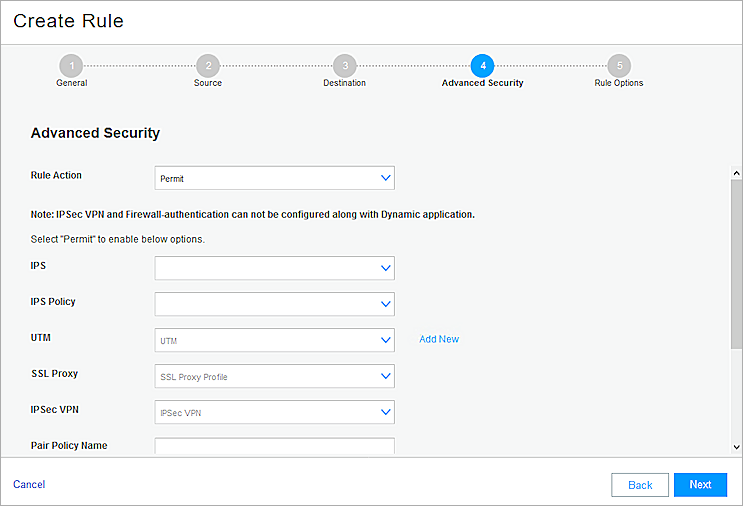 Create Rule
1 2 3 4 5
General Source Destination Advanced Security Rule Options
Advanced Security
Rule Action Permit
Note: IPSec VPN and Firewall-authentication can not be configured along with Dynamic application.
Select "Permit" to enable below options.
IPS
IPS Policy
UTM UTM Add New
SSL Proxy SSL Proxy Profile
IPSec VPN IPSec VPN
Pair Policy Name
Cancel Back Next